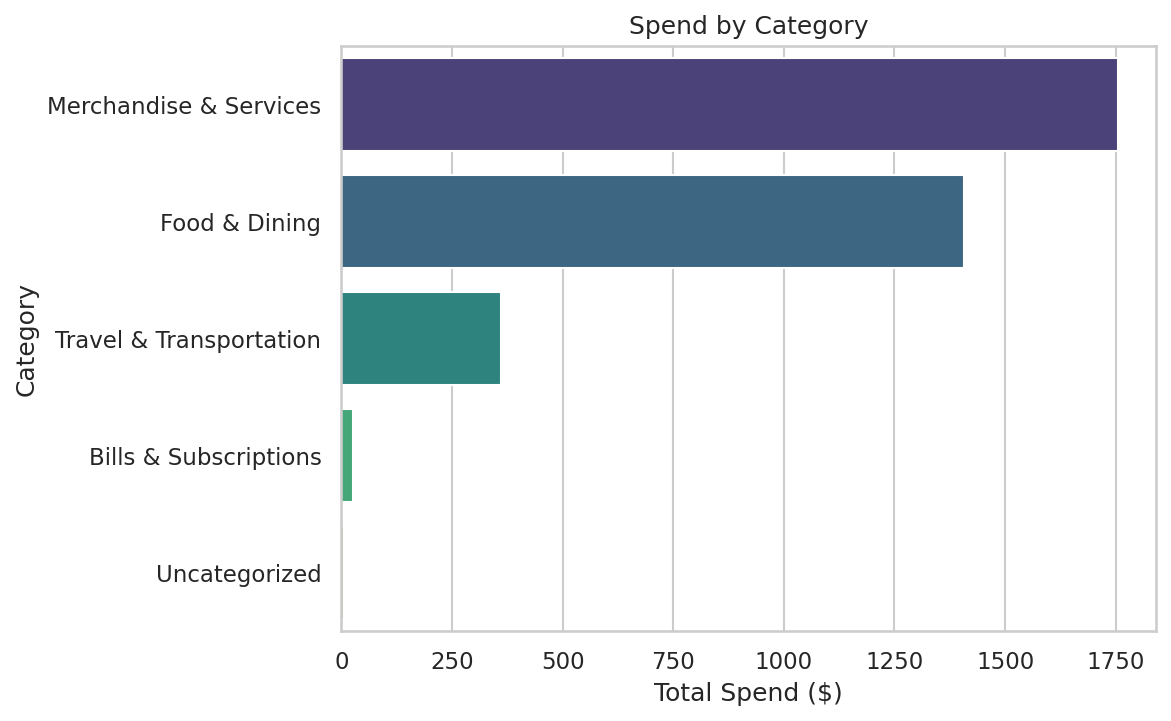 Spend by Category
Category
Merchandise & Services
Food & Dining
Travel & Transportation
Bills & Subscriptions
Uncategorized
0 250 500 750 1000 1250 1500 1750
Total Spend ($)